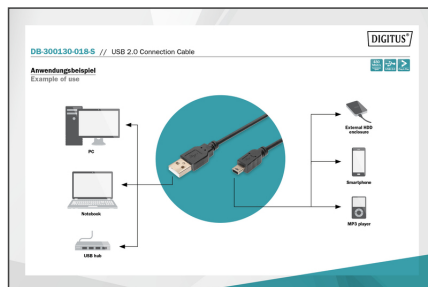 DIGITUS®
DB-300130-018-S // USB 2.0 Connection Cable
Anwendungsbeispiel
Example of use
PC
Notebook
USB hub
External HDD
enclosure
Smartphone
MP3 player